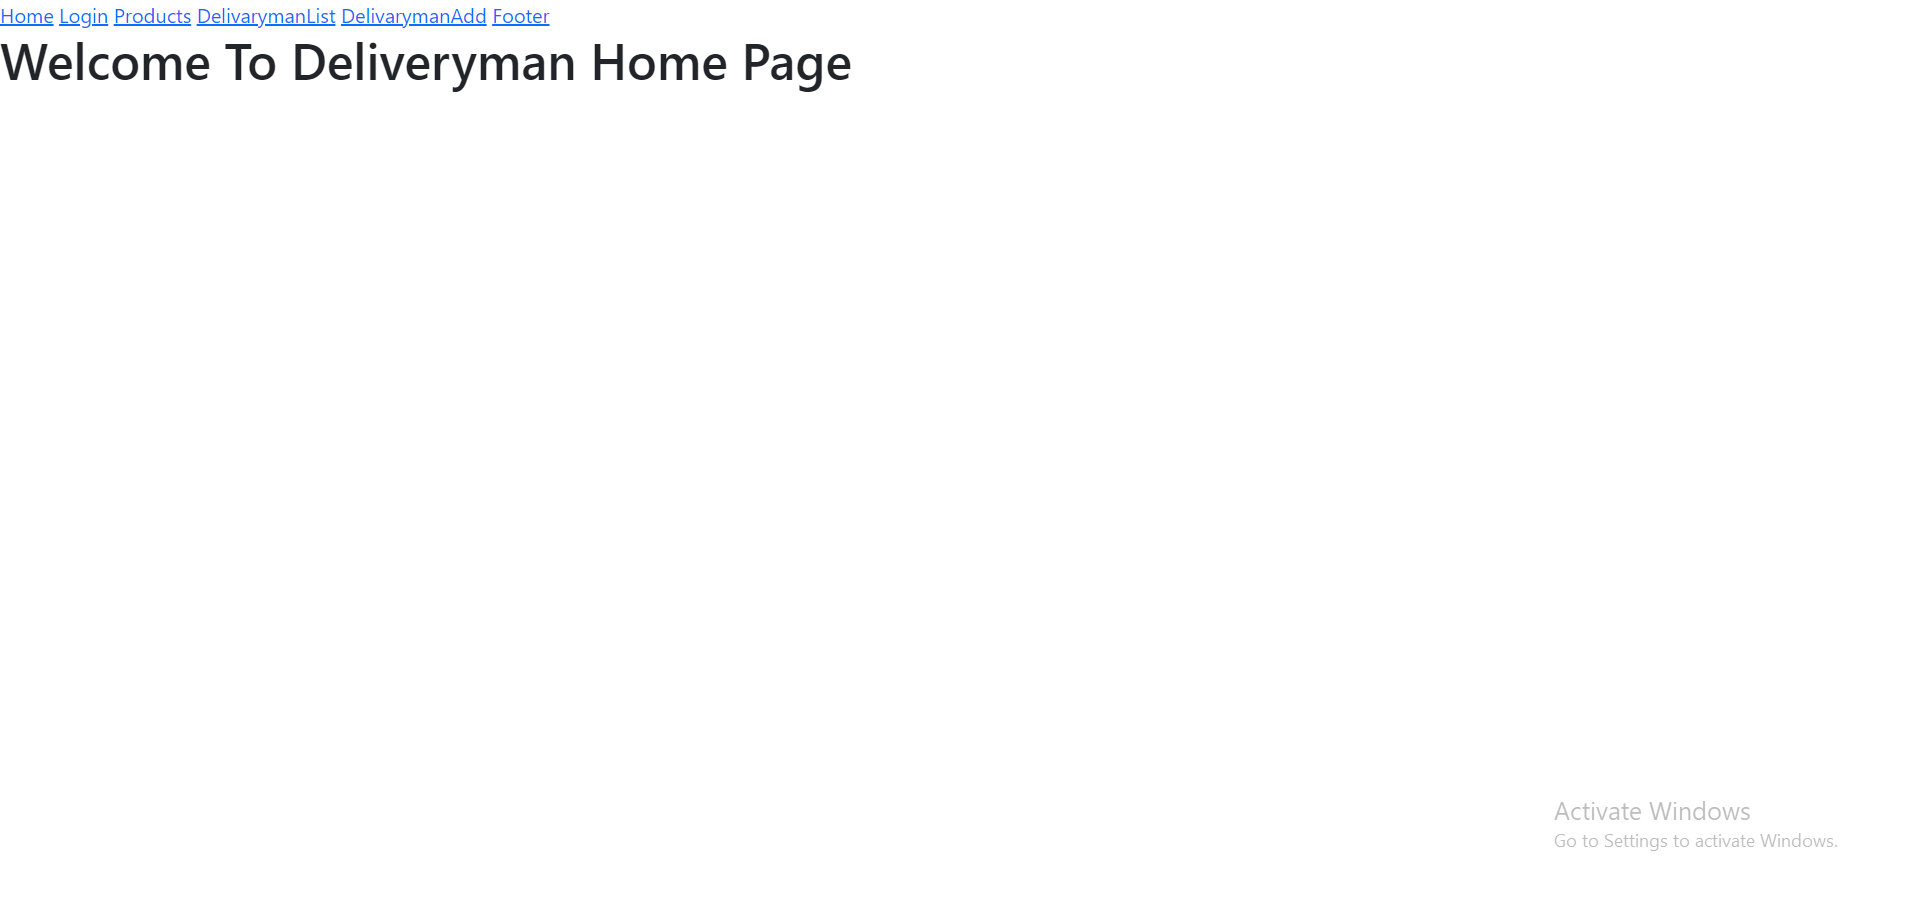 Home Login Products DelivarymanList DelivarymanAdd Footer
Welcome To Deliveryman Home Page
Activate Windows
Go to Settings to activate Windows.